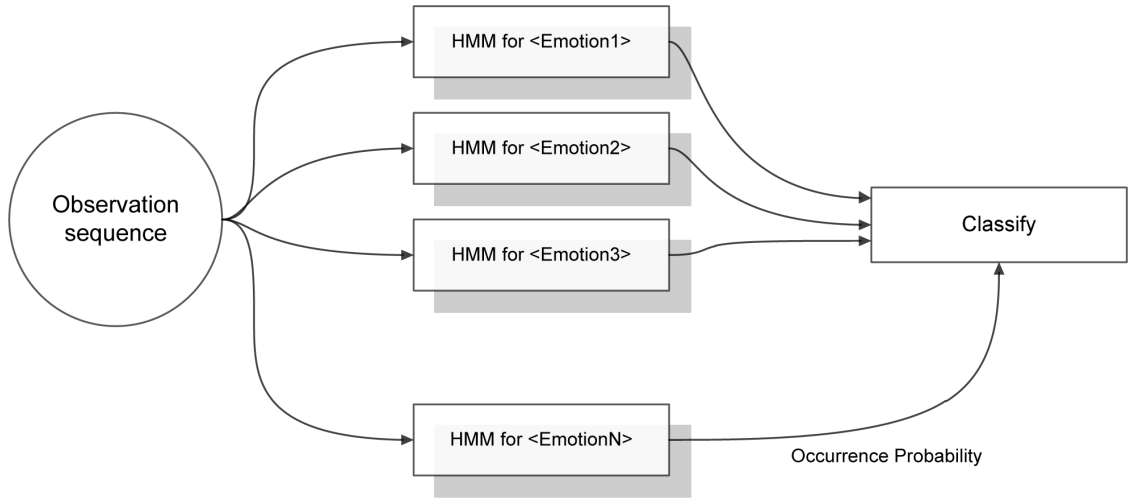 HMM for <Emotion1>
HMM for <Emotion2>
Observation
sequence
Classify
HMM for <Emotion3>
HMM for <EmotionN>
Occurrence Probability